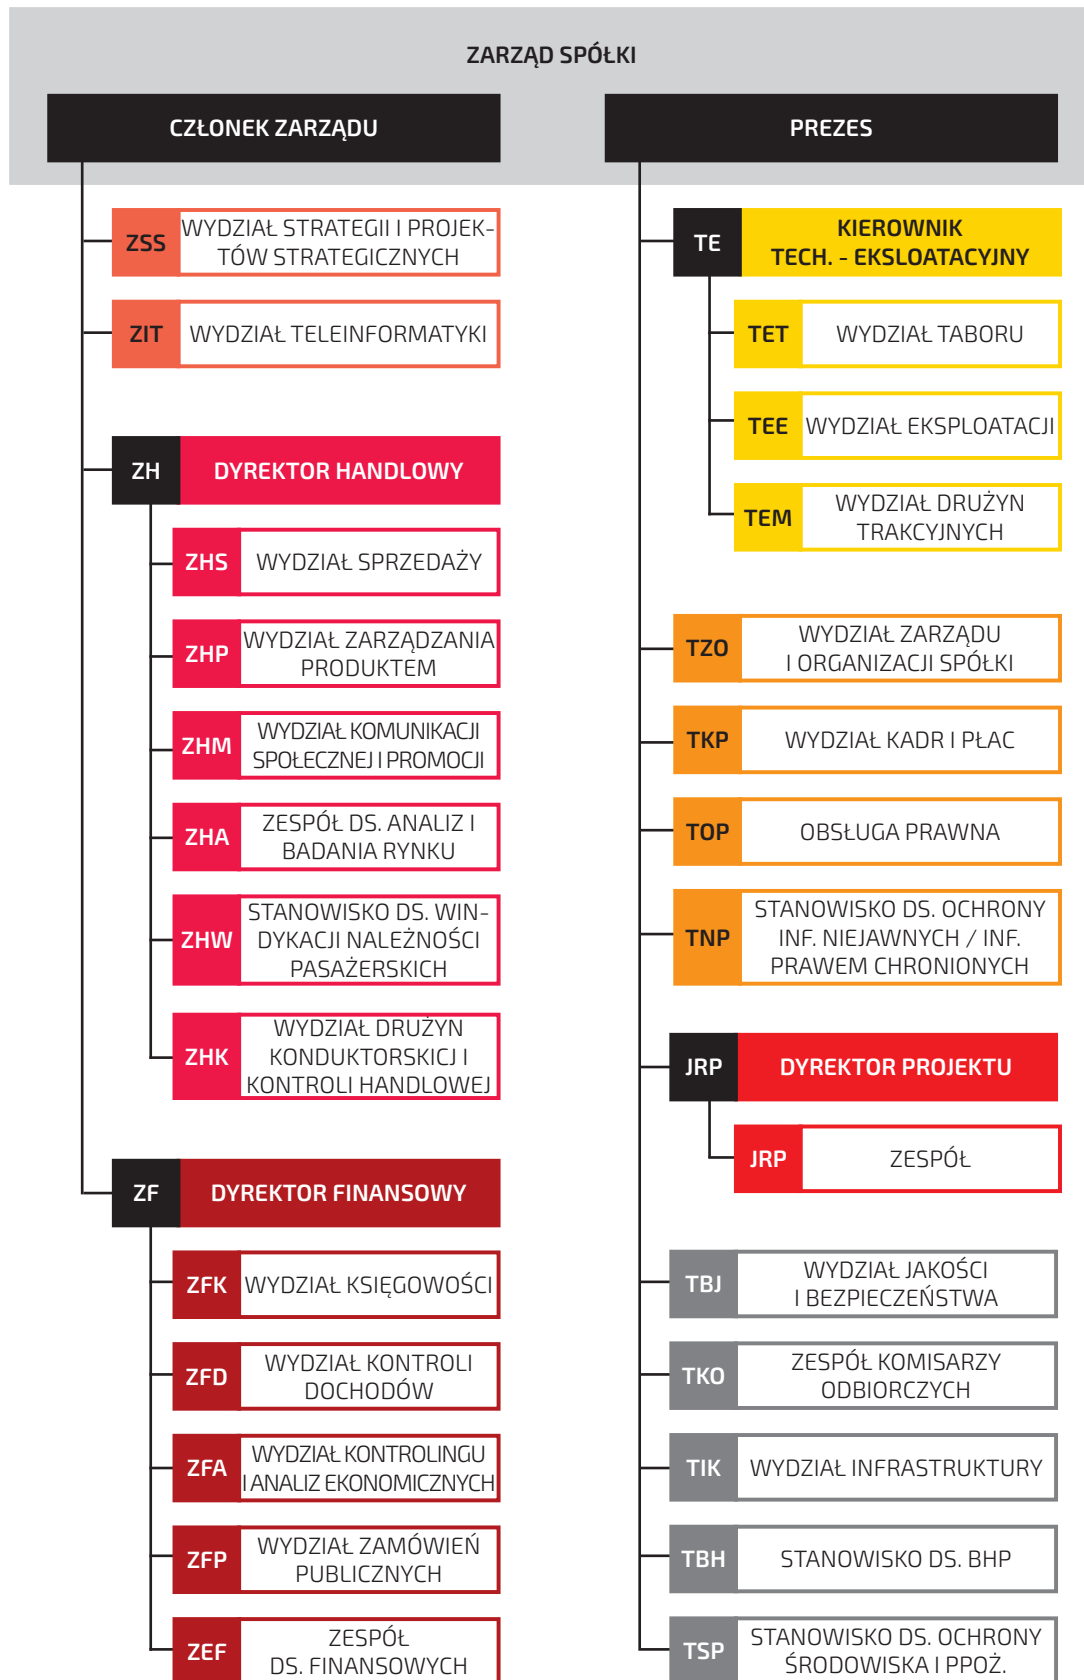 ZARZĄD SPÓŁKI
CZŁONEK ZARZĄDU
ZSS
WYDZIAŁ STRATEGII I PROJEK-
TÓW STRATEGICZNYCH
ZIT
WYDZIAŁ TELEINFORMATYKI
ZH
DYREKTOR HANDLOWY
ZHS
WYDZIAŁ SPRZEDAŻY
ZHP
WYDZIAŁ ZARZĄDZANIA
PRODUKTEM
ZHM
WYDZIAŁ KOMUNIKACJI
SPOŁECZNEJ I PROMOCJI
ZHA
ZESPÓŁ DS. ANALIZ I
BADANIA RYNKU
ZHW
STANOWISKO DS. WIN-
DYKACJI NALEŻNOŚCI
PASAŻERSKICH
ZHK
WYDZIAŁ DRUŻYN
KONDUKTORSKICJ I
KONTROLI HANDLOWEJ
ZF
DYREKTOR FINANSOWY
ZFK
WYDZIAŁ KSIĘGOWOŚCI
ZFD
WYDZIAŁ KONTROLI
DOCHODÓW
ZFA
WYDZIAŁ KONTROLINGU
I ANALIZ EKONOMICZNYCH
ZFP
WYDZIAŁ ZAMÓWIEŃ
PUBLICZNYCH
ZEF
ZESPÓŁ
DS. FINANSOWYCH
PREZES
TE
KIEROWNIK
TECH. - EKSLOATACYJNY
TET
WYDZIAŁ TABORU
TEE
WYDZIAŁ EKSPLOATACJI
TEM
WYDZIAŁ DRUŻYN
TRAKCYJNYCH
TZO
WYDZIAŁ ZARZĄDU
I ORGANIZACJI SPÓŁKI
TKP
WYDZIAŁ KADR I PŁAC
TOP
OBSŁUGA PRAWNA
TNP
STANOWISKO DS. OCHRONY
INF. NIEJAWNYCH / INF.
PRAWEM CHRONIONYCH
JRP
DYREKTOR PROJEKTU
JRP
ZESPÓŁ
TBJ
WYDZIAŁ JAKOŚCI
I BEZPIECZEŃSTWA
TKO
ZESPÓŁ KOMISARZY
ODBIORCZYCH
TIK
WYDZIAŁ INFRASTRUKTURY
TBH
STANOWISKO DS. BHP
TSP
STANOWISKO DS. OCHRONY
ŚRODOWISKA I PPOŻ.